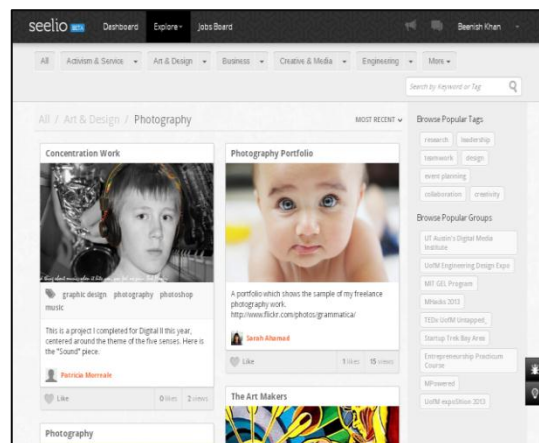 seelio BETA Dashboard Explore Jobs Board Beenish Khan
All Activism & Service Art & Design Business Creative & Media Engineering More
Search by Keyword or Tag
All / Art & Design / Photography MOST RECENT
Concentration Work
graphic design photography photoshop
music
This is a project I completed for Digital II this year,
centered around the theme of the five senses. Here is
the "Sound" piece.
Patricia Morreale
Like 0 likes 2 views
Photography
Photography Portfolio
A portfolio which shows the sample of my freelance
photography work.
http://www.flickr.com/photos/grammatica/
Sarah Ahamad
Like 1 likes 15 views
The Art Makers
Browse Popular Tags
research leadership
teamwork design
event planning
collaboration creativity
Browse Popular Groups
UT Austin's Digital Media
Institute
UofM Engineering Design Expo
MIT GEL Program
MHacks 2013
TEDx UofM Untapped_
Startup Trek Bay Area
Entrepreneurship Practicum
Course
MPowered
UofM expoSition 2013